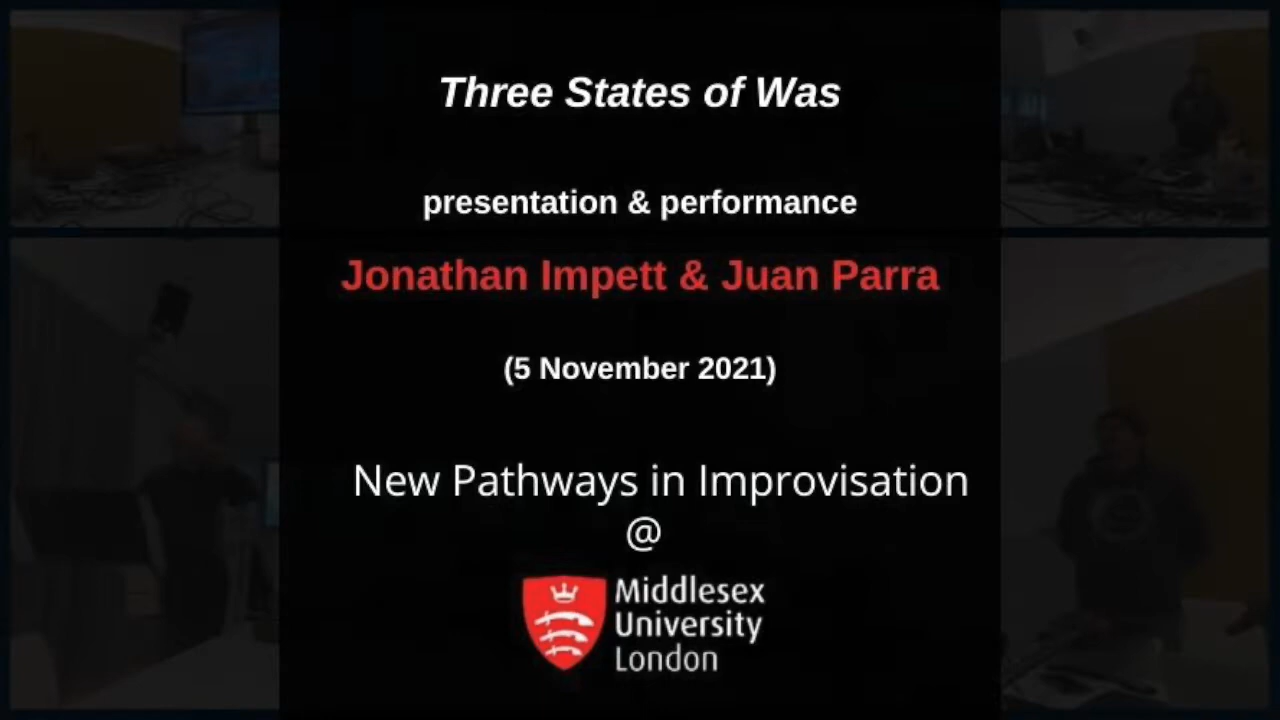 Three States of Was
presentation & performance
Jonathan Impett & Juan Parra
(5 November 2021)
New Pathways in Improvisation
@
Middlesex
University
London